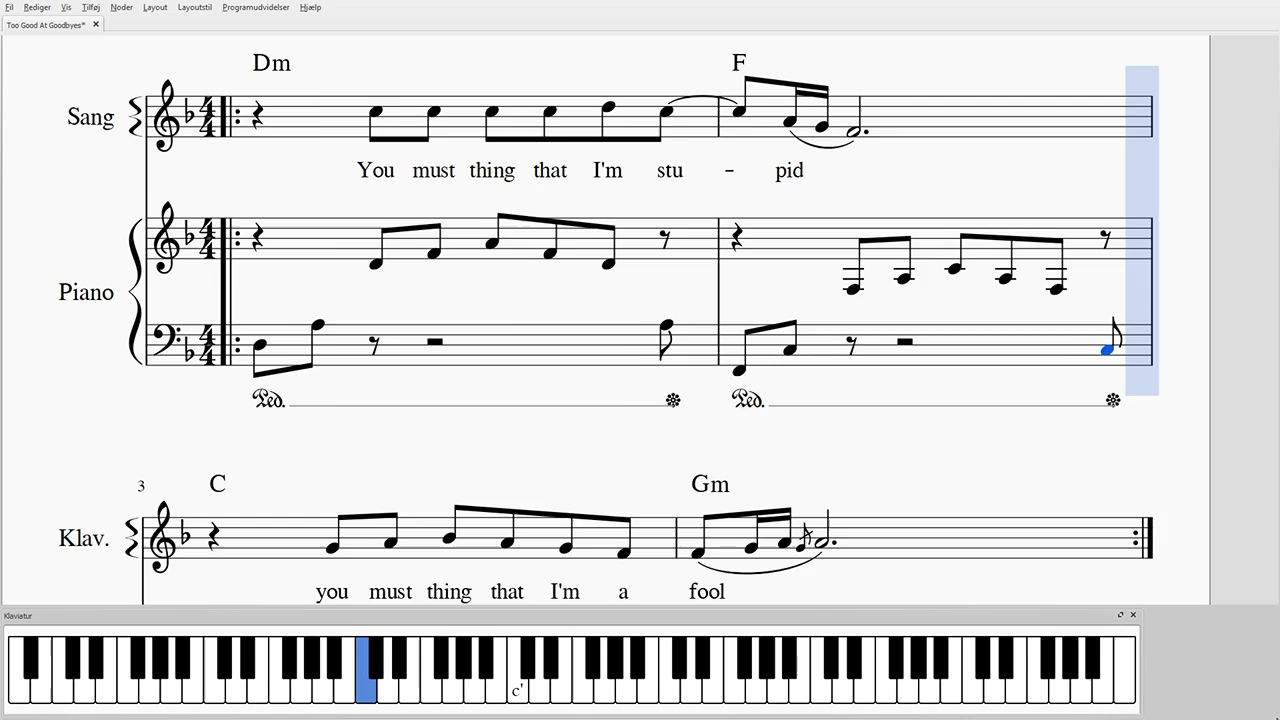 Fil Rediger Vis Tilføj Noder Layout Layoutstil Programudvidelser Hjælp
Too Good At Goodbyes*
Dm F
Sang
You must thing that I'm stu - pid
Piano
Ped. Ped.
3 C Gm
Klav.
you must thing that I'm a fool
Klaviatur
c'